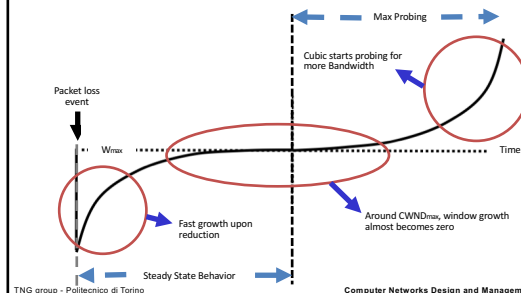 Max Probing
Cubic starts probing for
more Bandwidth
Packet loss
event
Wmax
Time
Fast growth upon
reduction
Around CWNDmax, window growth
almost becomes zero
Steady State Behavior
TNG group - Politecnico di Torino
Computer Networks Design and Managem